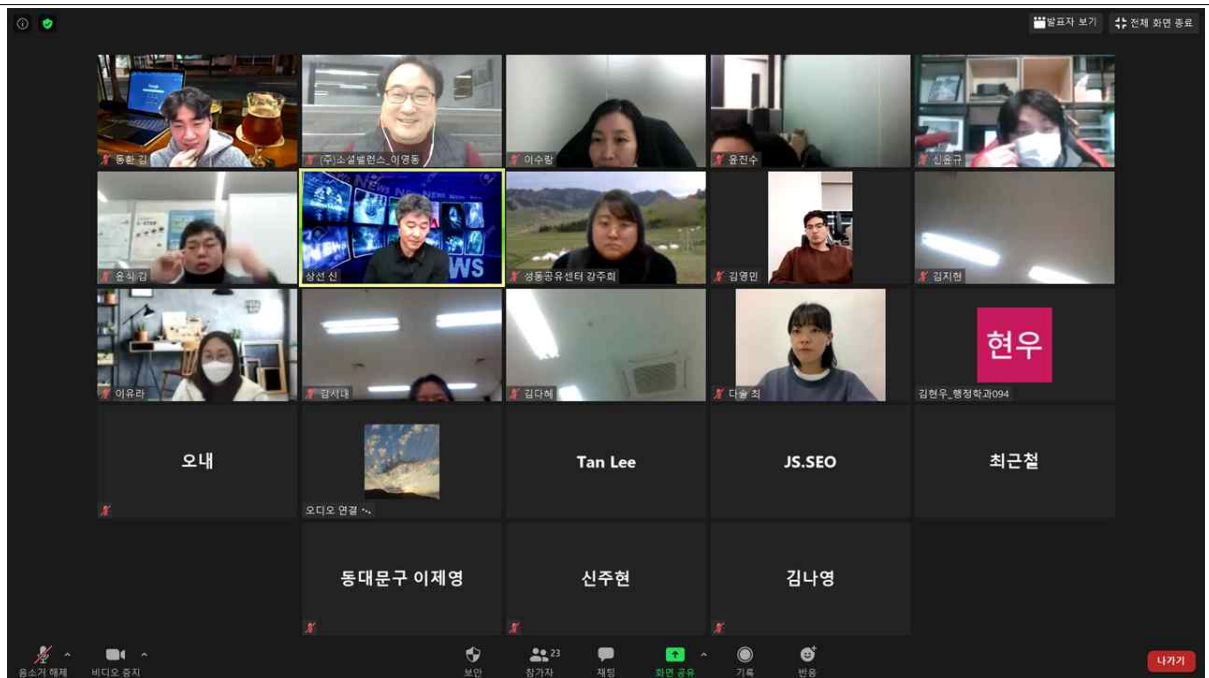 발표자 보기
전체 화면 종료
동환 김
(주)소셜밸런스_이영동
이수랑
윤진수
신윤규
윤식 김
상선 신
성동공유센터 강주희
김영민
김지현
이유라
김시내
김다혜
다솔 최
현우
김현우_행정학과094
오내
오디오 연결
Tan Lee
JS.SEO
최근철
동대문구 이제영
신주현
김나영
음소거 해제
비디오 중지
보안
참가자
23
채팅
화면 공유
기록
반응
나가기